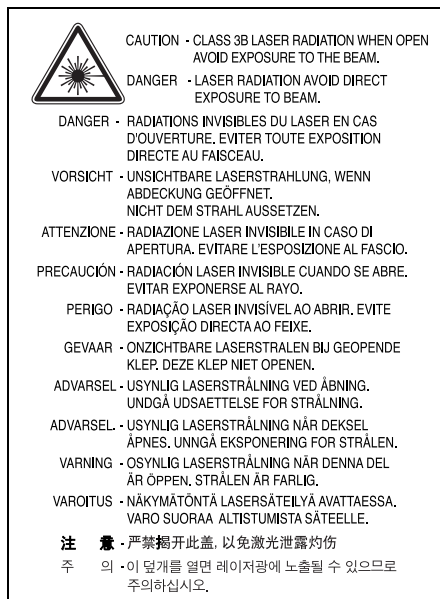 CAUTION - CLASS 3B LASER RADIATION WHEN OPEN
AVOID EXPOSURE TO THE BEAM.
DANGER - LASER RADIATION AVOID DIRECT
EXPOSURE TO BEAM.
DANGER - RADIATIONS INVISIBLES DU LASER EN CAS
D'OUVERTURE. EVITER TOUTE EXPOSITION
DIRECTE AU FAISCEAU.
VORSICHT - UNSICHTBARE LASERSTRAHLUNG, WENN
ABDECKUNG GEÖFFNET.
NICHT DEM STRAHL AUSSETZEN.
ATTENZIONE - RADIAZIONE LASER INVISIBILE IN CASO DI
APERTURA. EVITARE L'ESPOSIZIONE AL FASCIO.
PRECAUCIÓN - RADIACIÓN LASER INVISIBLE CUANDO SE ABRE.
EVITAR EXPONERSE AL RAYO.
PERIGO - RADIAÇÃO LASER INVISÍVEL AO ABRIR. EVITE
EXPOSIÇÃO DIRECTA AO FEIXE.
GEVAAR - ONZICHTBARE LASERSTRALEN BIJ GEOPENDE
KLEP. DEZE KLEP NIET OPENEN.
ADVARSEL - USYNLIG LASERSTRÅLNING VED ÅBNING.
UNDGÅ UDSAETTELSE FOR STRÅLNING.
ADVARSEL. - USYNLIG LASERSTRÅLNING NÅR DEKSEL
ÅPNES. UNNGÅ EKSPONERING FOR STRÅLEN.
VARNING - OSYNLIG LASERSTRÅLNING NÄR DENNA DEL
ÄR ÖPPEN. STRÅLEN ÄR FARLIG.
VAROITUS - NÄKYMÄTÖNTÄ LASERSÄTEILYÄ AVATTAESSA.
VARO SUORAA ALTISTUMISTA SÄTEELLE.
注 意 - 严禁揭开此盖, 以免激光泄露灼伤
주 의 - 이 덮개를 열면 레이저광에 노출될 수 있으므로
주의하십시오.